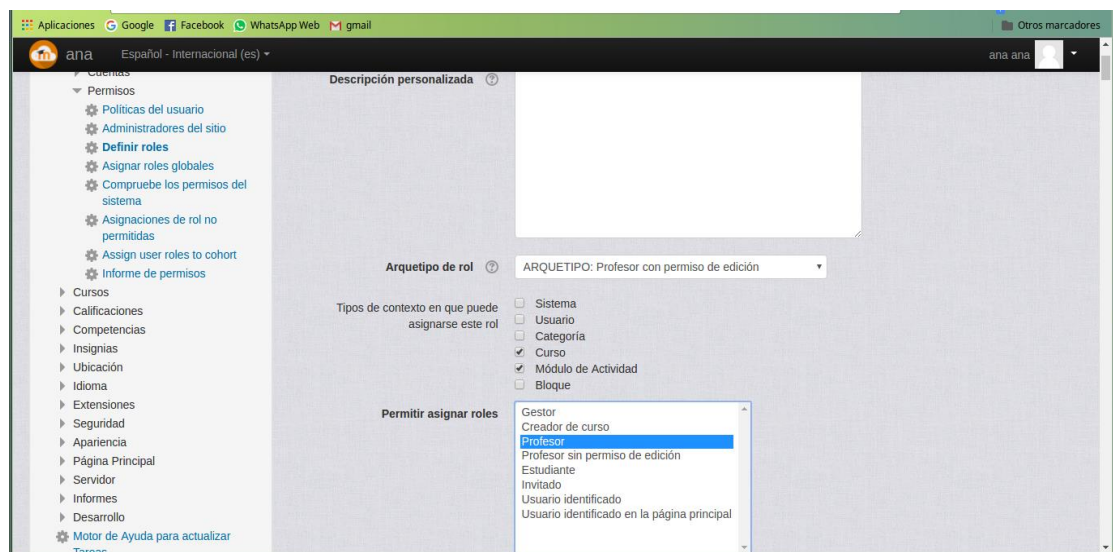 Aplicaciones Google Facebook WhatsApp Web gmail Otros marcadores
ana Español - Internacional (es) ana ana
Cuentas
Permisos
Políticas del usuario
Administradores del sitio
Definir roles
Asignar roles globales
Compruebe los permisos del
sistema
Asignaciones de rol no
permitidas
Assign user roles to cohort
Informe de permisos
Cursos
Calificaciones
Competencias
Insignias
Ubicación
Idioma
Extensiones
Seguridad
Apariencia
Página Principal
Servidor
Informes
Desarrollo
Motor de Ayuda para actualizar
Tareas
Descripción personalizada
Arquetipo de rol ARQUETIPO: Profesor con permiso de edición
Tipos de contexto en que puede
asignarse este rol
Sistema
Usuario
Categoría
Curso
Módulo de Actividad
Bloque
Permitir asignar roles
Gestor
Creador de curso
Profesor
Profesor sin permiso de edición
Estudiante
Invitado
Usuario identificado
Usuario identificado en la página principal